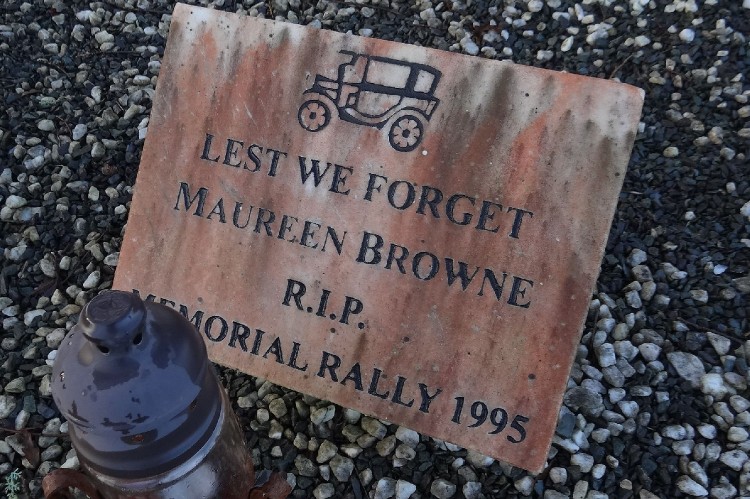 LEST WE FORGET
MAUREEN BROWNE
R.I.P.
MEMORIAL RALLY 1995